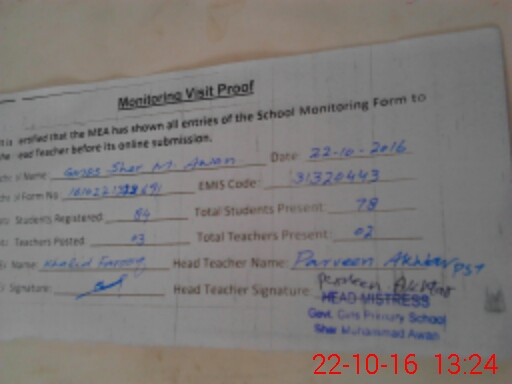 Monitoring Visit Proof
It is certified that the MEA has shown all entries of the School Monitoring Form to
the Head Teacher before its online submission.
School Name GGPS Sher M. Awan Date: 22-10-2016
Form No EMIS Code: 31320443
Students Registered: 84 Total Students Present: 78
Teachers Posted: 03 Total Teachers Present: 02
Name: Khalid Farooq Head Teacher Name: Parveen Akhtar PST
Signature: Head Teacher Signature: Parveen Akhtar
HEAD MISTRESS
Govt. Girls Primary School
Sher Muhammad Awan
22-10-16 13:24